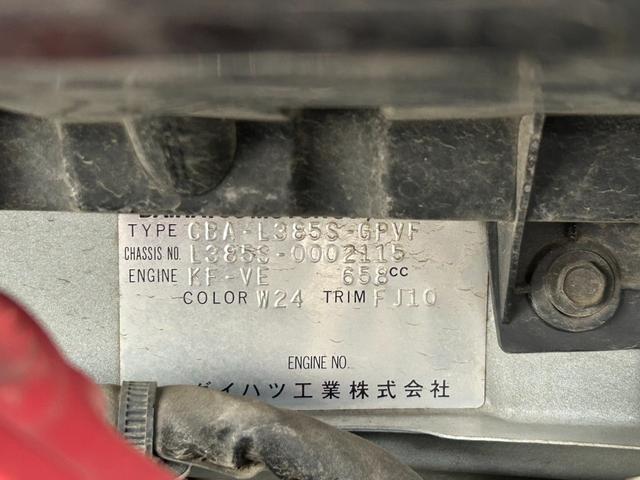 TYPE CBA-L385S-GPVF
CHASSIS NO. L385S-0002115
ENGINE KF-VE 658CC
COLOR W24 TRIM FJ10
ENGINE NO.
ダイハツ工業株式会社